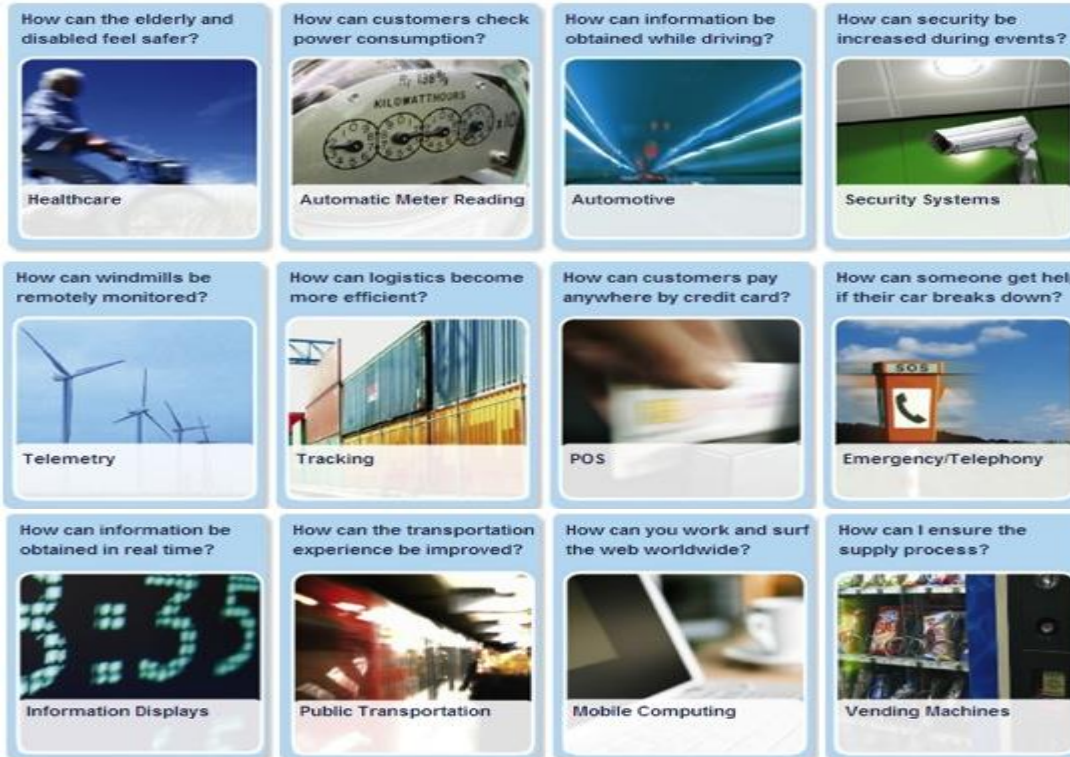 How can the elderly and
disabled feel safer?
Healthcare
How can customers check
power consumption?
KILOWATTHOURS
Automatic Meter Reading
How can information be
obtained while driving?
Automotive
How can security be
increased during events?
Security Systems
How can windmills be
remotely monitored?
Telemetry
How can logistics become
more efficient?
Tracking
How can customers pay
anywhere by credit card?
POS
How can someone get hel
if their car breaks down?
SOS
Emergency/Telephony
How can information be
obtained in real time?
3:35
Information Displays
How can the transportation
experience be improved?
Public Transportation
How can you work and surf
the web worldwide?
Mobile Computing
How can I ensure the
supply process?
Vending Machines